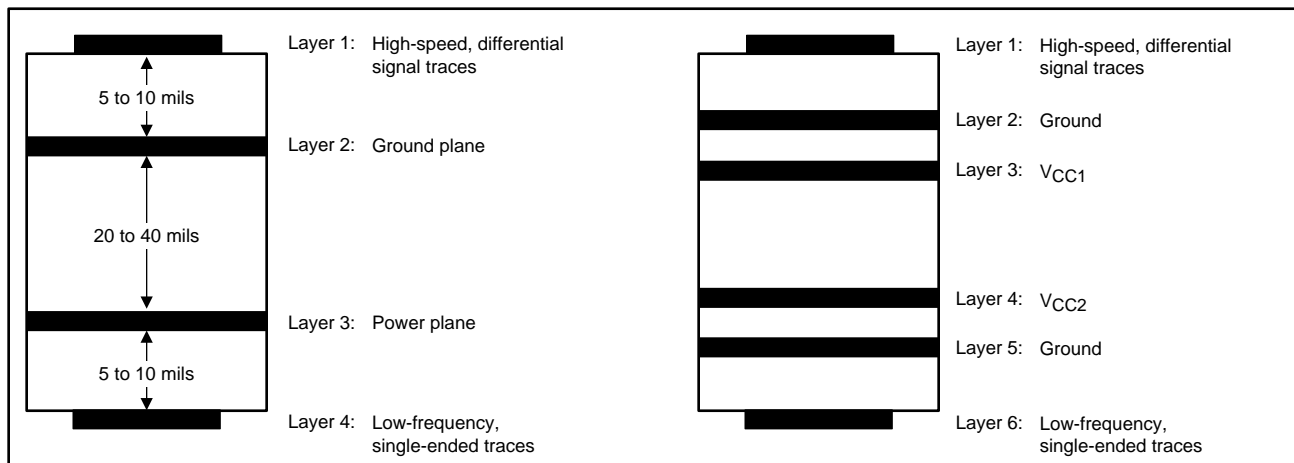 Layer 1: High-speed, differential
signal traces
5 to 10 mils
Layer 2: Ground plane
20 to 40 mils
Layer 3: Power plane
5 to 10 mils
Layer 4: Low-frequency,
single-ended traces
Layer 1: High-speed, differential
signal traces
Layer 2: Ground
Layer 3: VCC1
Layer 4: VCC2
Layer 5: Ground
Layer 6: Low-frequency,
single-ended traces